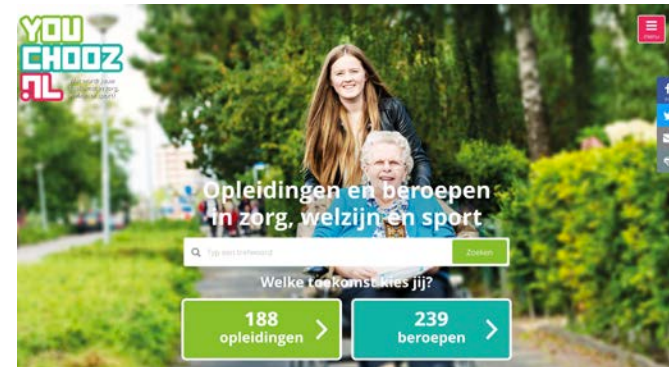 YOU
CHOOZ
.NL
menu
Opleidingen en beroepen
in zorg, welzijn en sport
Typ een trefwoord
Zoeken
Welke toekomst kies jij?
188
opleidingen
239
beroepen